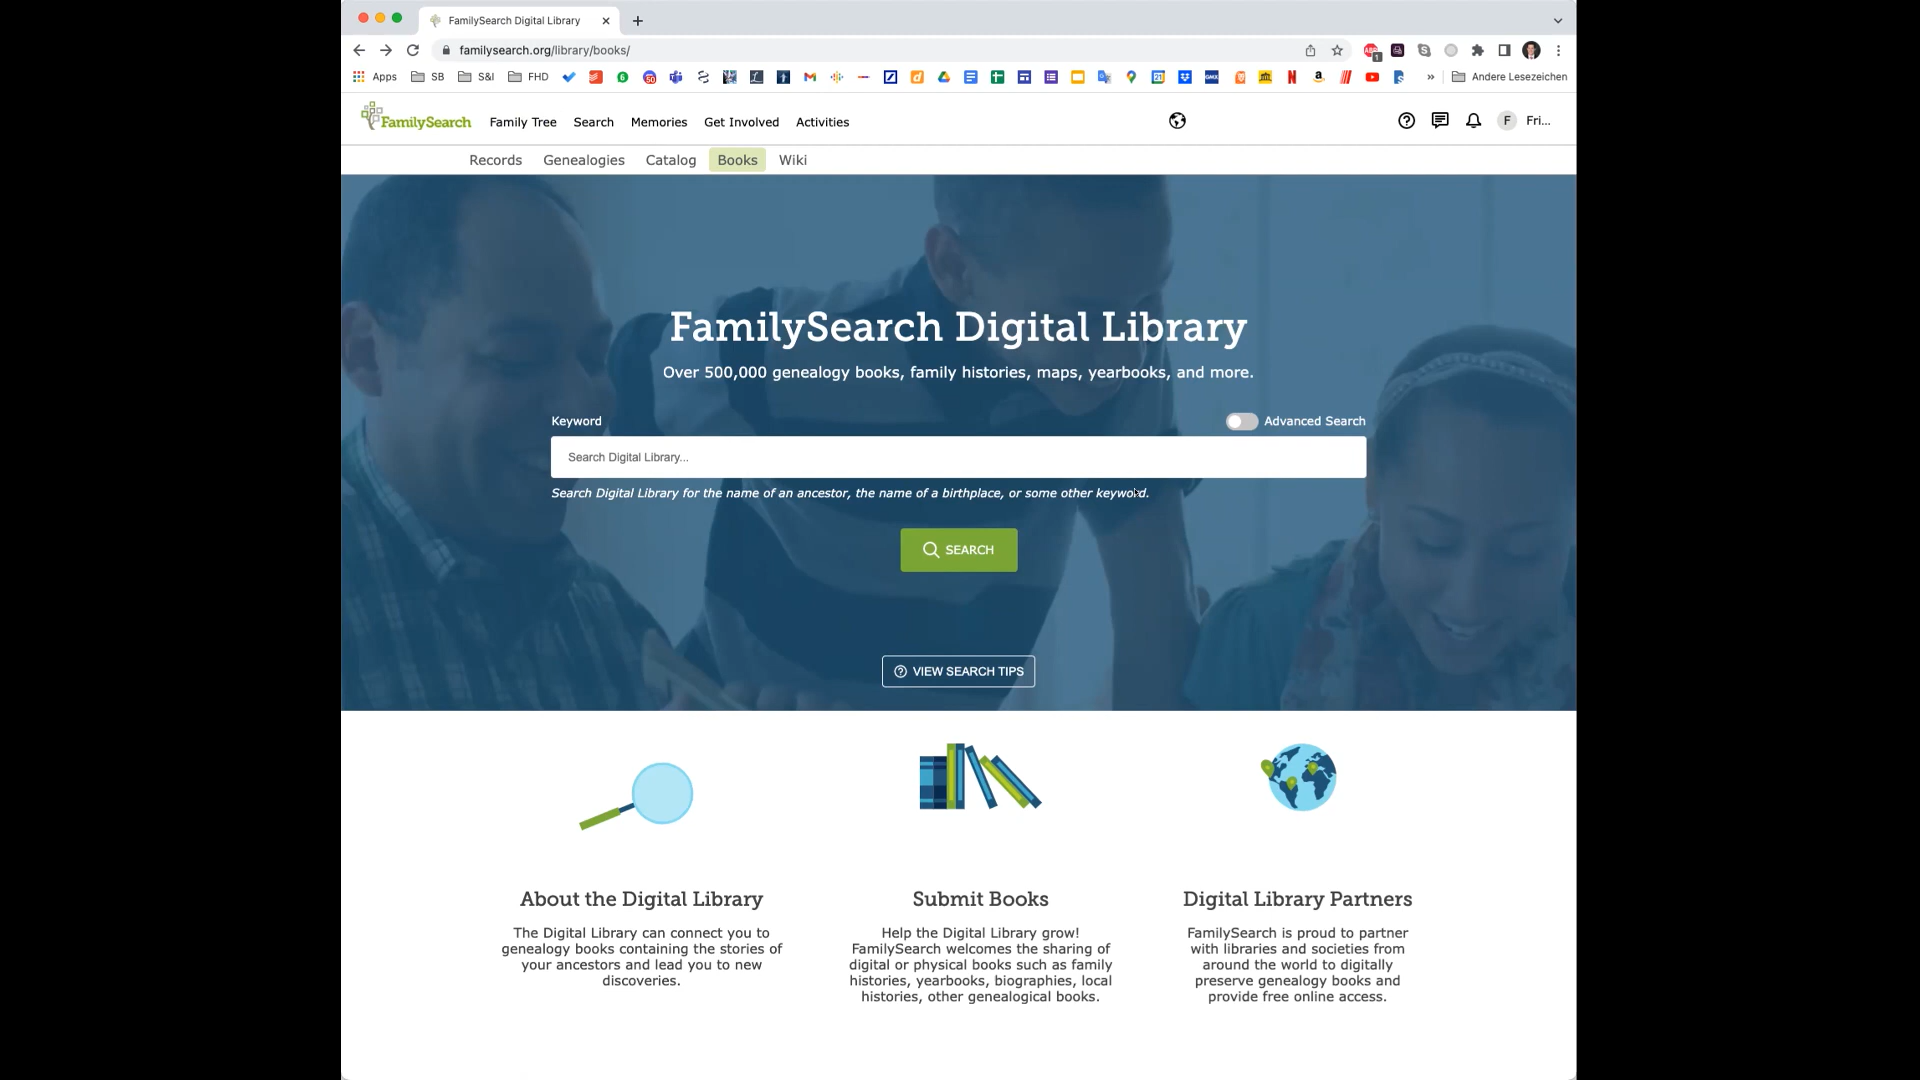 FamilySearch Digital Library
familysearch.org/library/books/
Apps SB S&I FHD Andere Lesezeichen
FamilySearch Family Tree Search Memories Get Involved Activities F Fri...
Records Genealogies Catalog Books Wiki
FamilySearch Digital Library
Over 500,000 genealogy books, family histories, maps, yearbooks, and more.
Keyword Advanced Search
Search Digital Library...
Search Digital Library for the name of an ancestor, the name of a birthplace, or some other keyword.
SEARCH
VIEW SEARCH TIPS
About the Digital Library
The Digital Library can connect you to
genealogy books containing the stories of
your ancestors and lead you to new
discoveries.
Submit Books
Help the Digital Library grow!
FamilySearch welcomes the sharing of
digital or physical books such as family
histories, yearbooks, biographies, local
histories, other genealogical books.
Digital Library Partners
FamilySearch is proud to partner
with libraries and societies from
around the world to digitally
preserve genealogy books and
provide free online access.